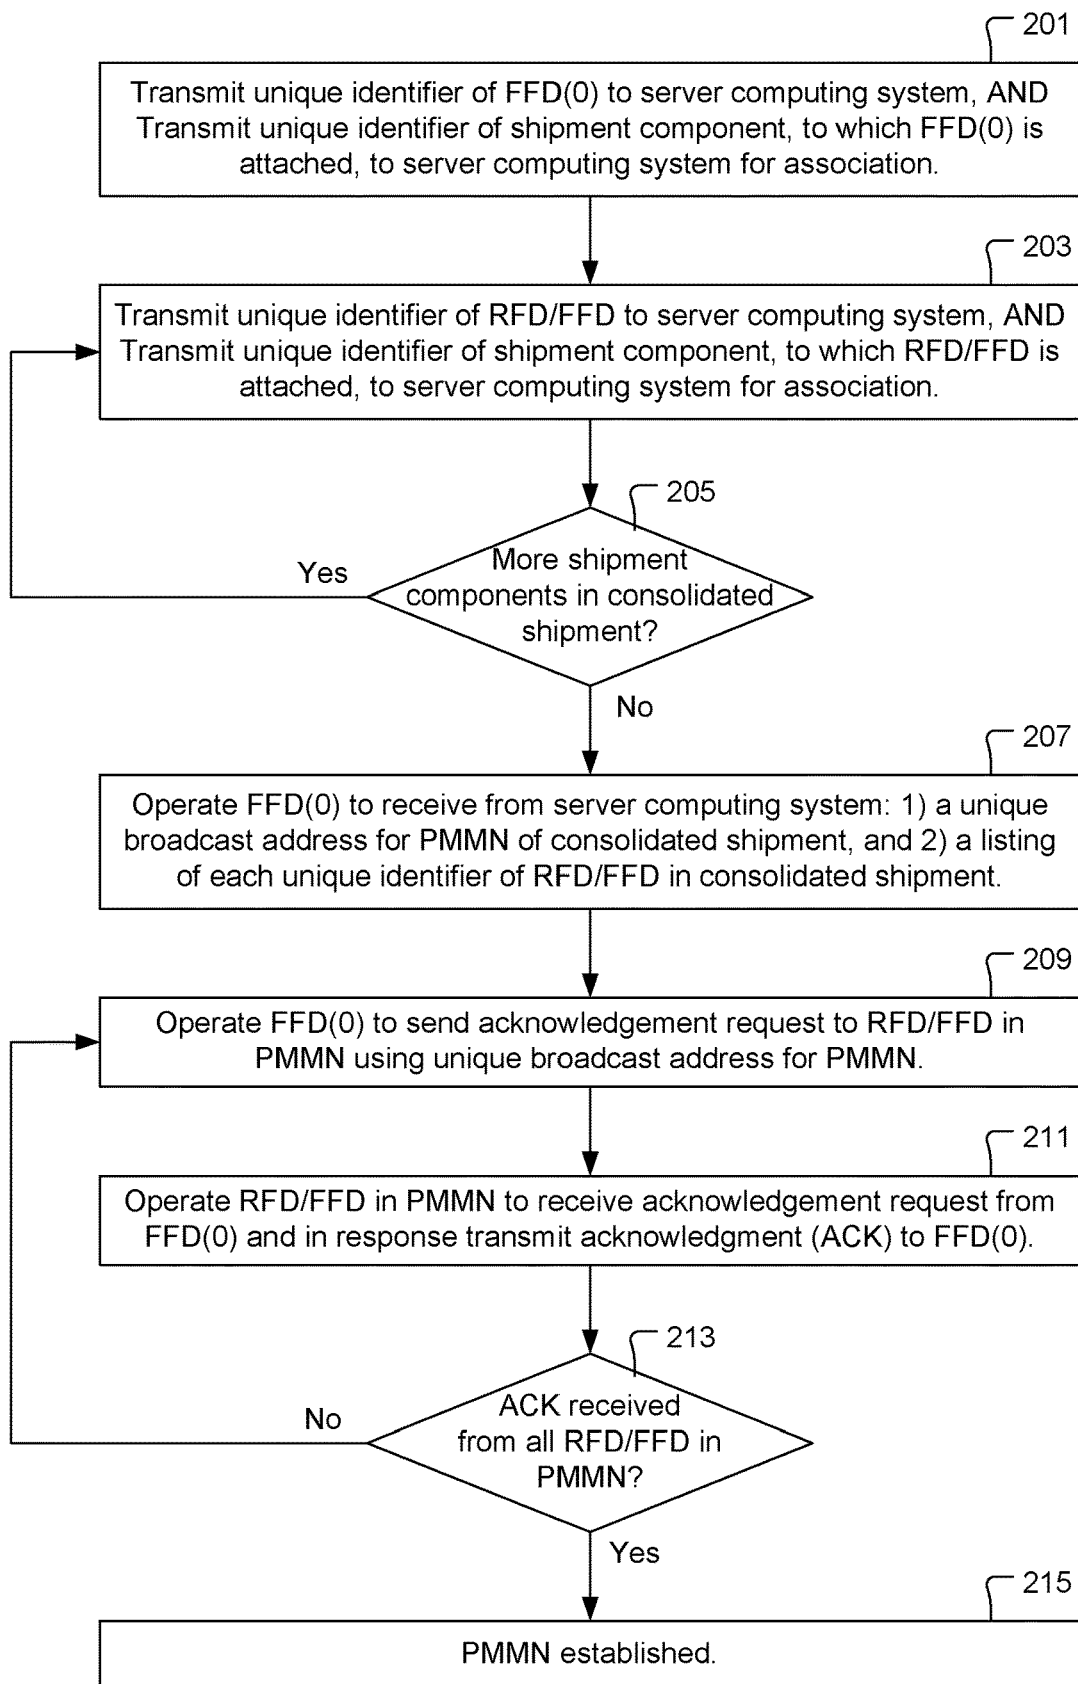 201
Transmit unique identifier of FFD(0) to server computing system, AND
Transmit unique identifier of shipment component, to which FFD(0) is
attached, to server computing system for association.
203
Transmit unique identifier of RFD/FFD to server computing system, AND
Transmit unique identifier of shipment component, to which RFD/FFD is
attached, to server computing system for association.
205
Yes
More shipment
components in consolidated
shipment?
No
207
Operate FFD(0) to receive from server computing system: 1) a unique
broadcast address for PMMN of consolidated shipment, and 2) a listing
of each unique identifier of RFD/FFD in consolidated shipment.
209
Operate FFD(0) to send acknowledgement request to RFD/FFD in
PMMN using unique broadcast address for PMMN.
211
Operate RFD/FFD in PMMN to receive acknowledgement request from
FFD(0) and in response transmit acknowledgment (ACK) to FFD(0).
213
No
ACK received
from all RFD/FFD in
PMMN?
Yes
215
PMMN established.